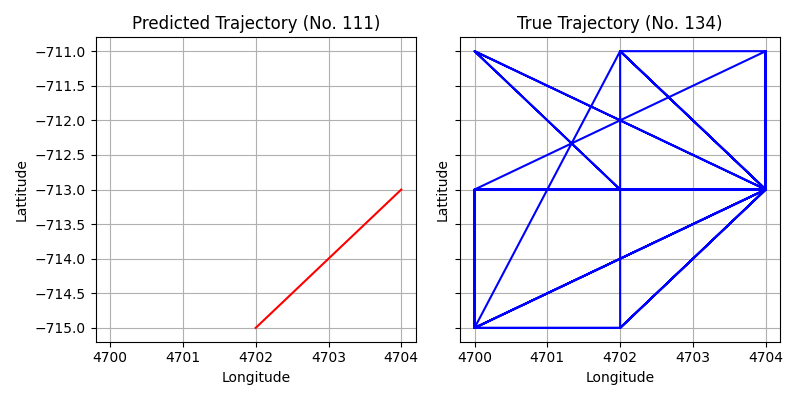 Predicted Trajectory (No. 111)
True Trajectory (No. 134)
Lattitude
−711.0
−711.5
−712.0
−712.5
−713.0
−713.5
−714.0
−714.5
−715.0
4700 4701 4702 4703 4704
Longitude
Lattitude
4700 4701 4702 4703 4704
Longitude